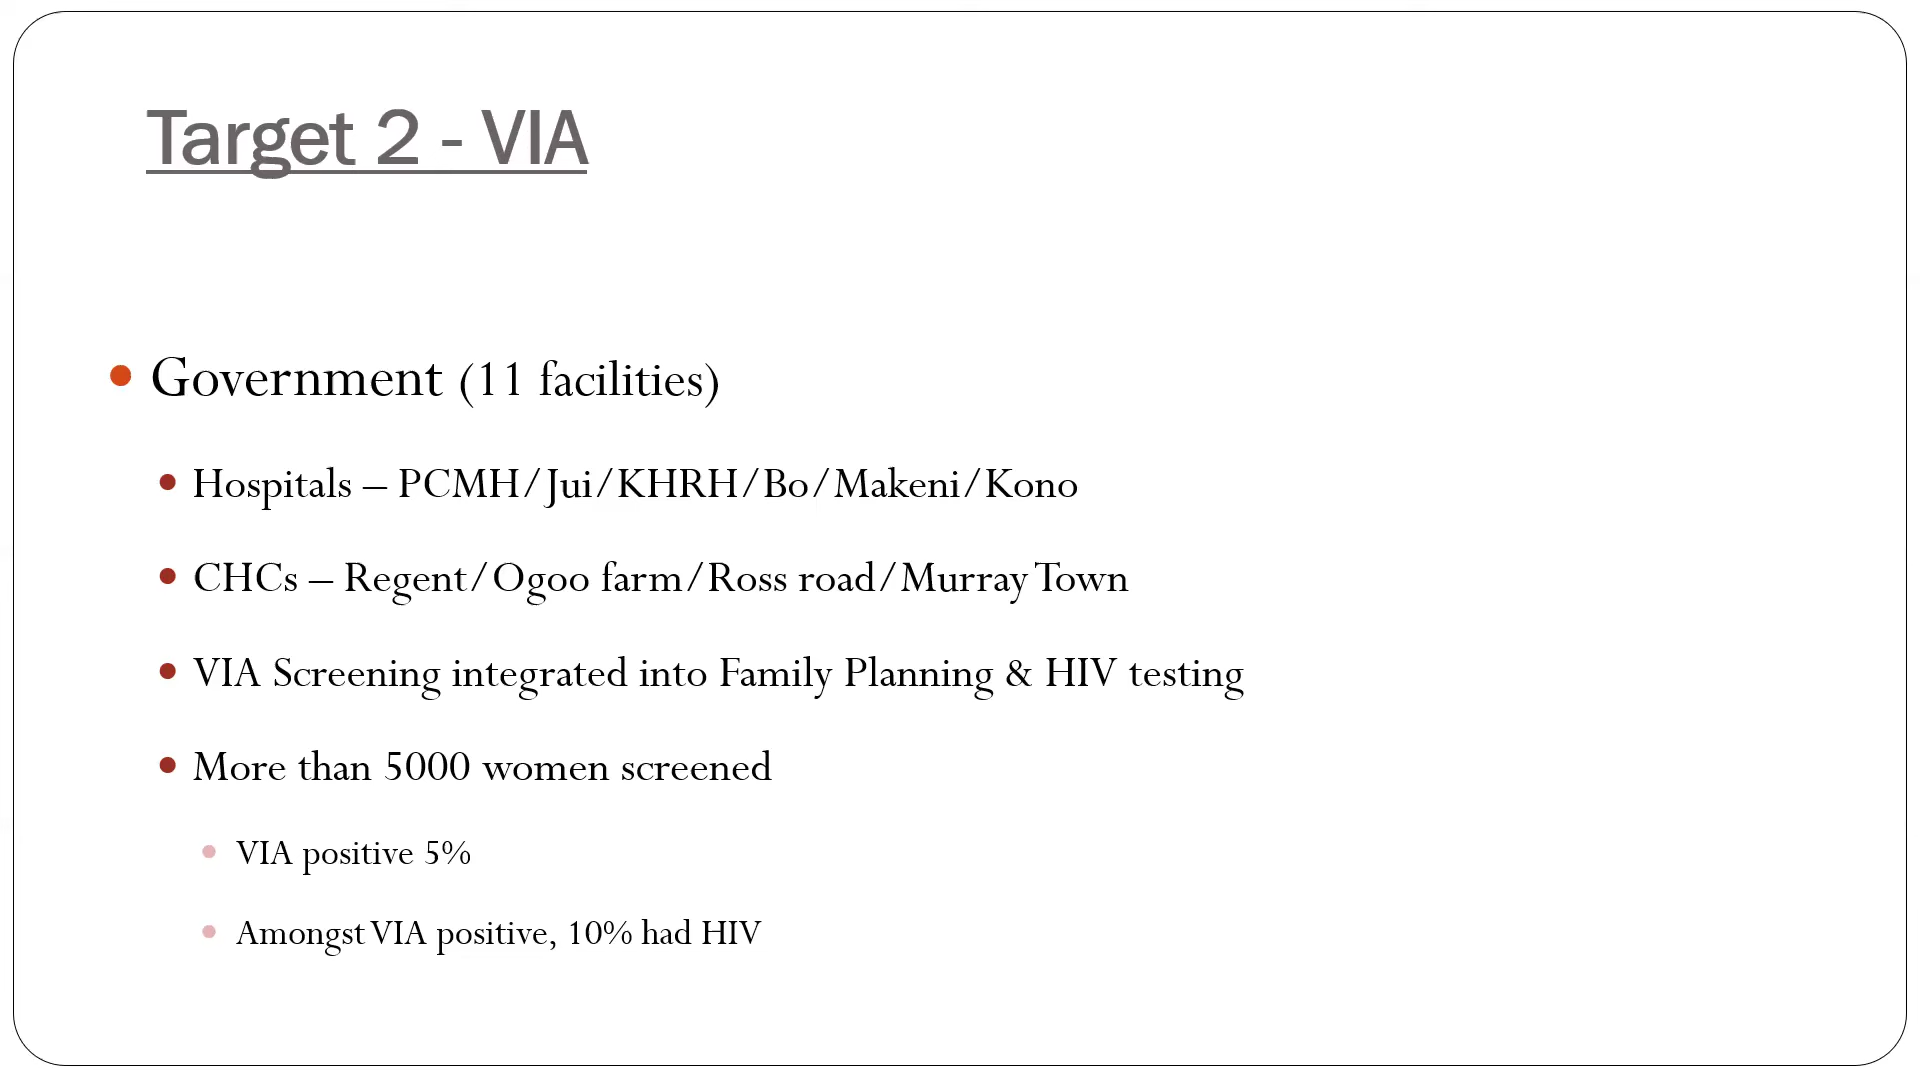 Target 2 - VIA
Government (11 facilities)
Hospitals – PCMH/Jui/KHRH/Bo/Makeni/Kono
CHCs – Regent/Ogoo farm/Ross road/Murray Town
VIA Screening integrated into Family Planning & HIV testing
More than 5000 women screened
VIA positive 5%
Amongst VIA positive, 10% had HIV